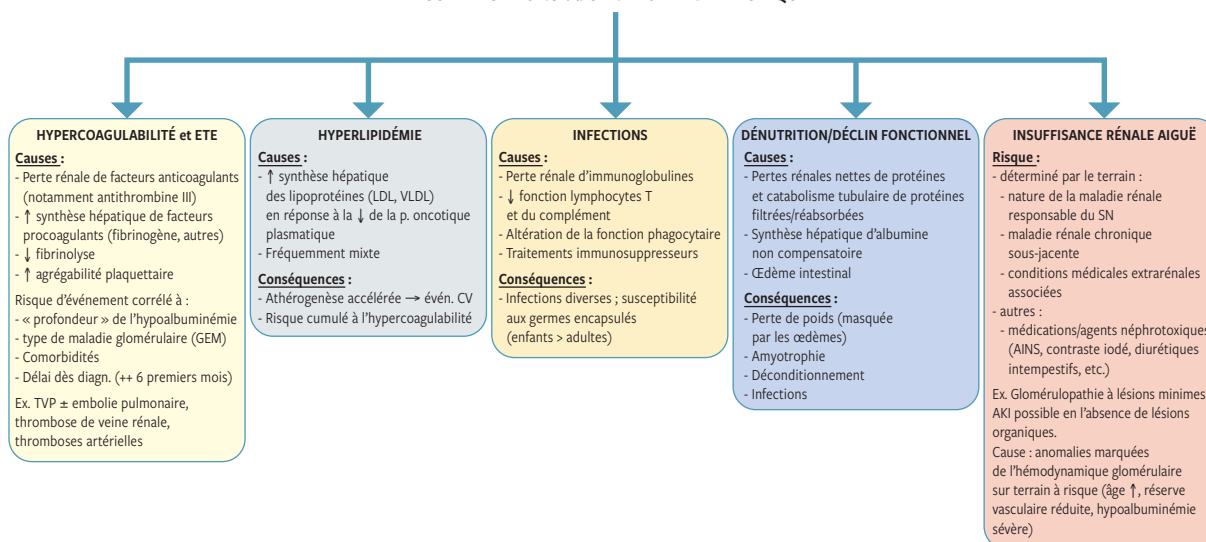 HYPERCOAGULABILITÉ et ETE
Causes :
- Perte rénale de facteurs anticoagulants
(notamment antithrombine III)
- ↑ synthèse hépatique de facteurs
procoagulants (fibrinogène, autres)
- ↓ fibrinolyse
- ↑ agrégabilité plaquettaire
Risque d'événement corrélé à :
- « profondeur » de l'hypoalbuminémie
- type de maladie glomérulaire (GEM)
- Comorbidités
- Délai dès diagn. (++ 6 premiers mois)
Ex. TVP ± embolie pulmonaire,
thrombose de veine rénale,
thromboses artérielles
HYPERLIPIDÉMIE
Causes :
- ↑ synthèse hépatique
des lipoprotéines (LDL, VLDL)
en réponse à la ↓ de la p. oncotique
plasmatique
- Fréquemment mixte
Conséquences :
- Athérogenèse accélérée → évén. CV
- Risque cumulé à l'hypercoagulabilité
INFECTIONS
Causes :
- Perte rénale d'immunoglobulines
- ↓ fonction lymphocytes T
et du complément
- Altération de la fonction phagocytaire
- Traitements immunosuppresseurs
Conséquences :
- Infections diverses ; susceptibilité
aux germes encapsulés
(enfants > adultes)
DÉNUTRITION/DÉCLIN FONCTIONNEL
Causes :
- Pertes rénales nettes de protéines
et catabolisme tubulaire de protéines
filtrées/réabsorbées
- Synthèse hépatique d'albumine
non compensatoire
- Œdème intestinal
Conséquences :
- Perte de poids (masquée
par les œdèmes)
- Amyotrophie
- Déconditionnement
- Infections
INSUFFISANCE RÉNALE AIGUË
Risque :
- déterminé par le terrain :
- nature de la maladie rénale
responsable du SN
- maladie rénale chronique
sous-jacente
- conditions médicales extrarénales
associées
- autres :
- médications/agents néphrotoxiques
(AINS, contraste iodé, diurétiques
intempestifs, etc.)
Ex. Glomérulopathie à lésions minimes
AKI possible en l'absence de lésions
organiques.
Cause : anomalies marquées
de l'hémodynamique glomérulaire
sur terrain à risque (âge ↑, réserve
vasculaire réduite, hypoalbuminémie
sévère)